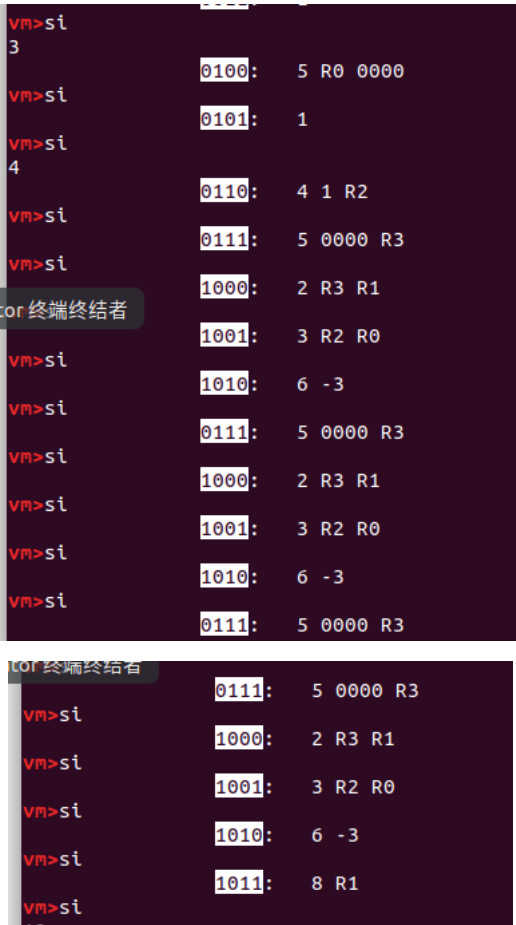 vm>si
3
0100: 5 R0 0000
vm>si
0101: 1
vm>si
4
0110: 4 1 R2
vm>si
0111: 5 0000 R3
vm>si
1000: 2 R3 R1
tor 终端终结者
1001: 3 R2 R0
vm>si
1010: 6 -3
vm>si
0111: 5 0000 R3
vm>si
1000: 2 R3 R1
vm>si
1001: 3 R2 R0
vm>si
1010: 6 -3
vm>si
0111: 5 0000 R3
tor 终端终结者
0111: 5 0000 R3
vm>si
1000: 2 R3 R1
vm>si
1001: 3 R2 R0
vm>si
1010: 6 -3
vm>si
1011: 8 R1
vm>si